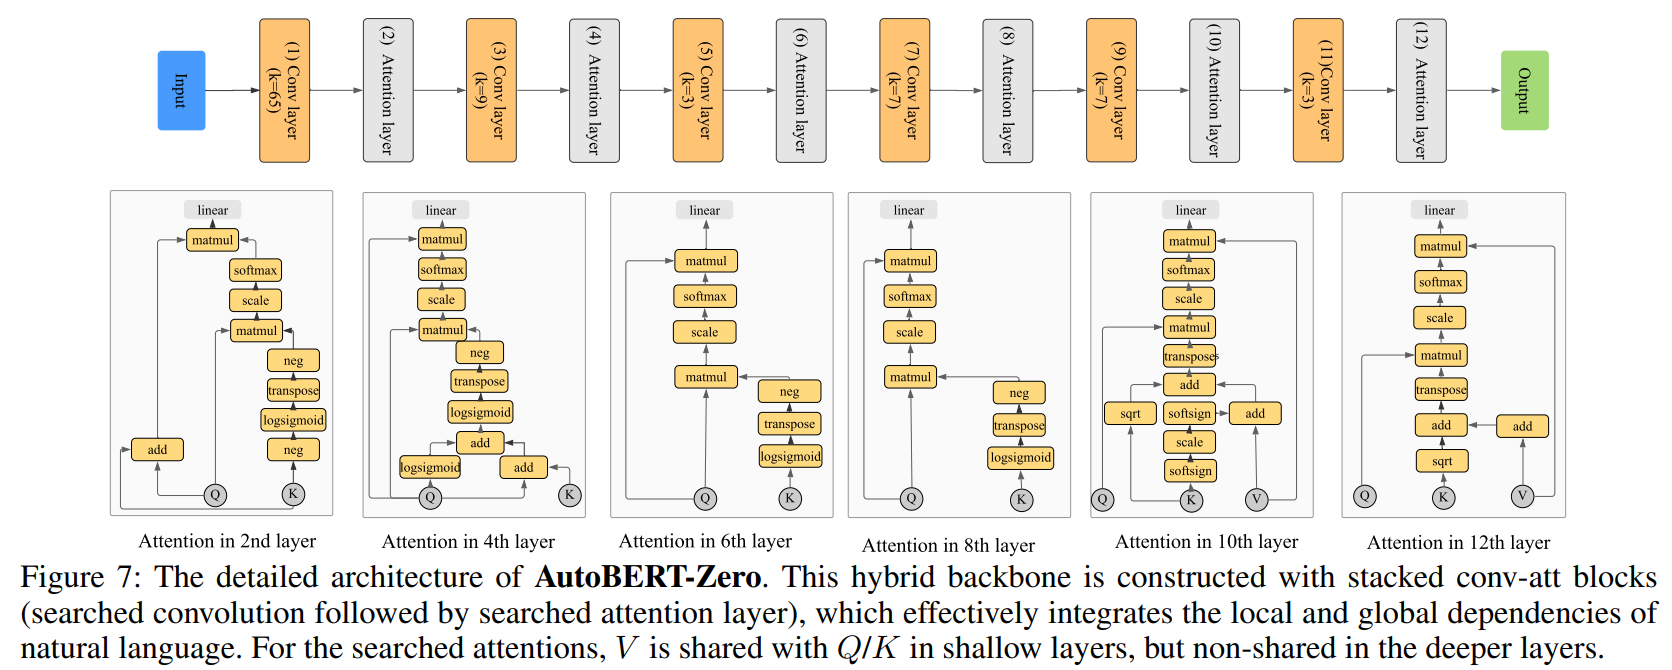 Input
(1) Conv layer
(k=65)
(2) Attention layer
(3) Conv layer
(k=9)
(4) Attention layer
(5) Conv layer
(k=3)
(6) Attention layer
(7) Conv layer
(k=7)
(8) Attention layer
(9) Conv layer
(k=7)
(10) Attention layer
(11)Conv layer
(k=3)
(12) Attention layer
Output
linear
matmul
softmax
scale
matmul
neg
transpose
logsigmoid
add
neg
Q
K
Attention in 2nd layer
linear
matmul
softmax
scale
matmul
neg
transpose
logsigmoid
add
logsigmoid
add
Q
K
Attention in 4th layer
linear
matmul
softmax
scale
matmul
neg
transpose
logsigmoid
Q
K
Attention in 6th layer
linear
matmul
softmax
scale
matmul
neg
transpose
logsigmoid
Q
K
Attention in 8th layer
linear
matmul
softmax
scale
matmul
transposes
add
sqrt
softsign
add
scale
softsign
Q
K
V
Attention in 10th layer
linear
matmul
softmax
scale
matmul
transpose
add
add
sqrt
Q
K
V
Attention in 12th layer
Figure 7: The detailed architecture of AutoBERT-Zero. This hybrid backbone is constructed with stacked conv-att blocks
(searched convolution followed by searched attention layer), which effectively integrates the local and global dependencies of
natural language. For the searched attentions, V is shared with Q/K in shallow layers, but non-shared in the deeper layers.